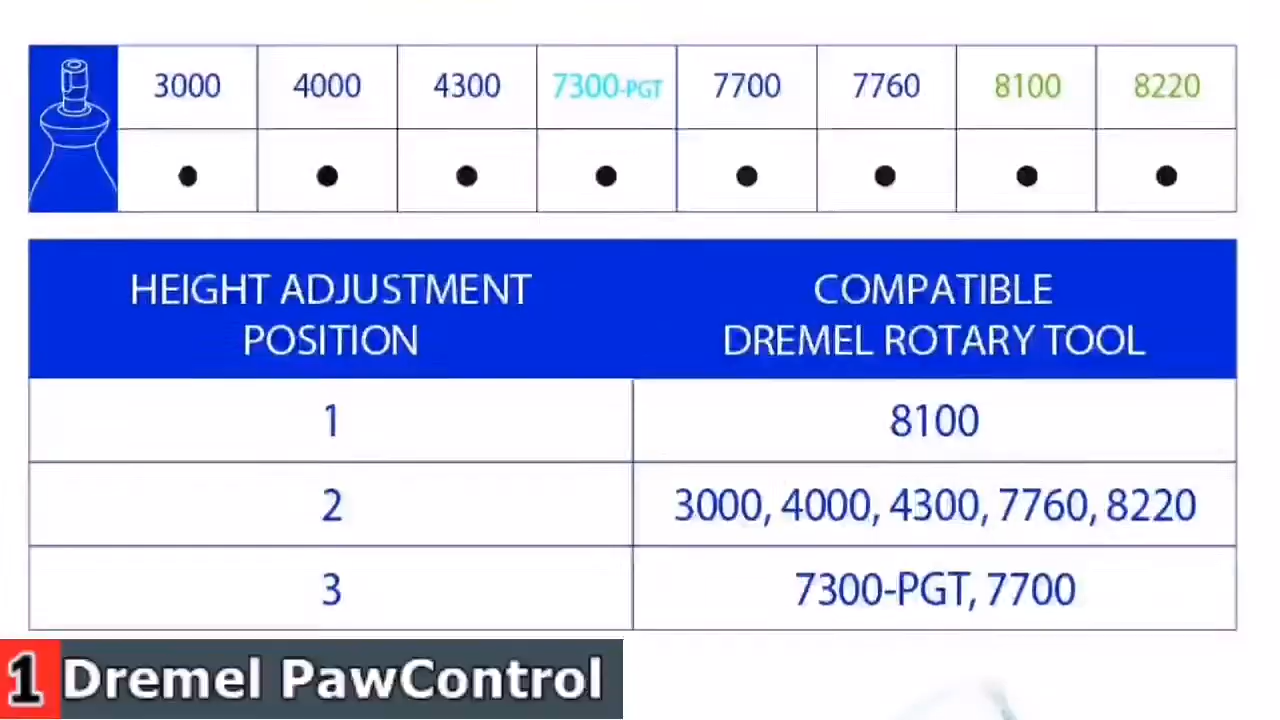 3000 4000 4300 7300-PGT 7700 7760 8100 8220
HEIGHT ADJUSTMENT
POSITION
COMPATIBLE
DREMEL ROTARY TOOL
1 8100
2 3000, 4000, 4300, 7760, 8220
3 7300-PGT, 7700
1 Dremel PawControl